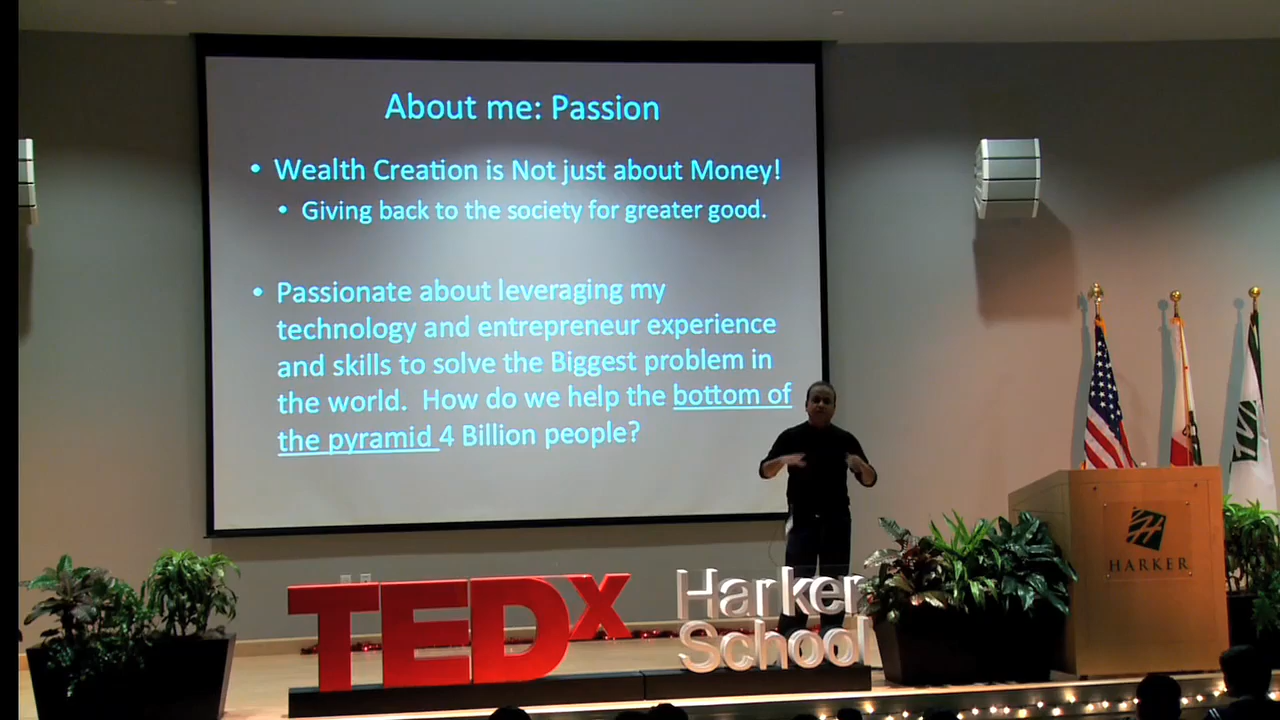 About me: Passion
• Wealth Creation is Not just about Money!
• Giving back to the society for greater good.
• Passionate about leveraging my
technology and entrepreneur experience
and skills to solve the Biggest problem in
the world. How do we help the bottom of
the pyramid 4 Billion people?
H
HARKER
TEDx
Harker
School